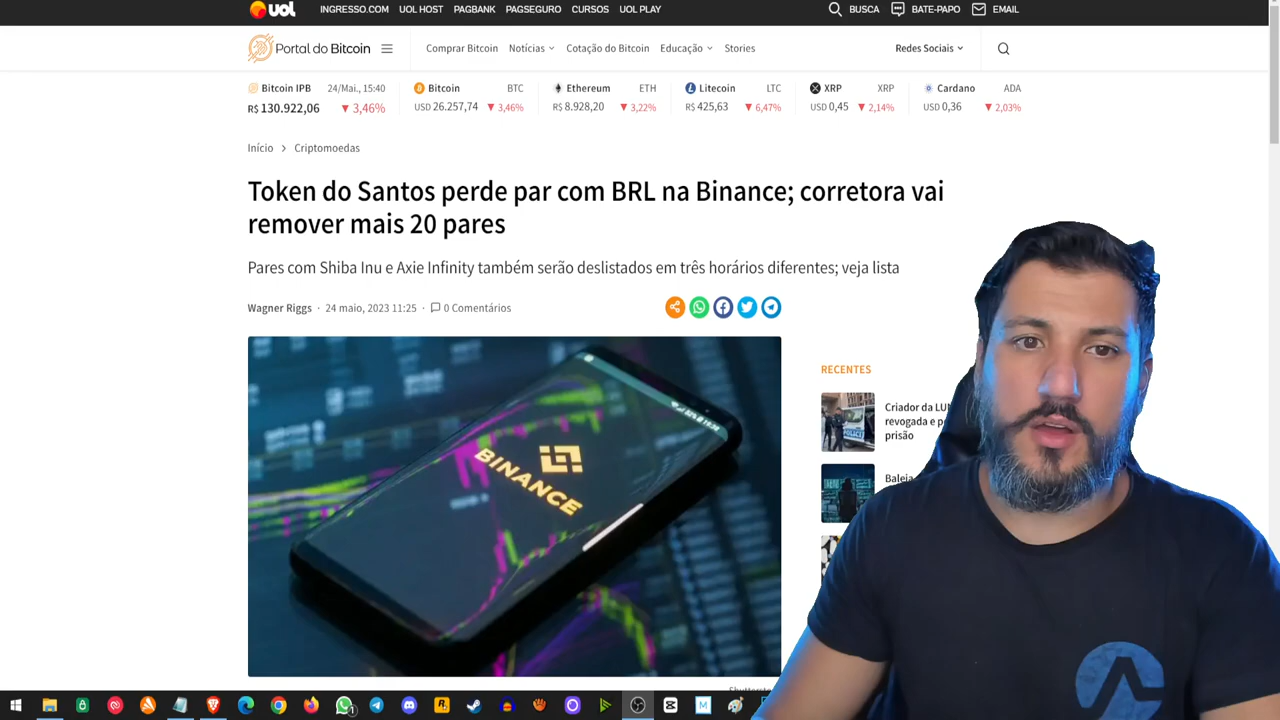 UOL
INGRESSO.COM UOL HOST PAGBANK PAGSEGURO CURSOS UOL PLAY BUSCA BATE-PAPO EMAIL
Portal do Bitcoin Comprar Bitcoin Notícias Cotação do Bitcoin Educação Stories Redes Sociais
Bitcoin IPB 24/Mai., 15:40 Bitcoin BTC Ethereum ETH Litecoin LTC XRP XRP Cardano ADA
R$ 130.922,06 ▼ 3,46% USD 26.257,74 ▼ 3,46% R$ 8.928,20 ▼ 3,22% R$ 425,63 ▼ 6,47% USD 0,45 ▼ 2,14% USD 0,36 ▼ 2,03%
Início > Criptomoedas
Token do Santos perde par com BRL na Binance; corretora vai
remover mais 20 pares
Pares com Shiba Inu e Axie Infinity também serão deslistados em três horários diferentes; veja lista
Wagner Riggs · 24 maio, 2023 11:25 · 0 Comentários
RECENTES
Criador da LUN
revogada e p
prisão
Baleia
BINANCE